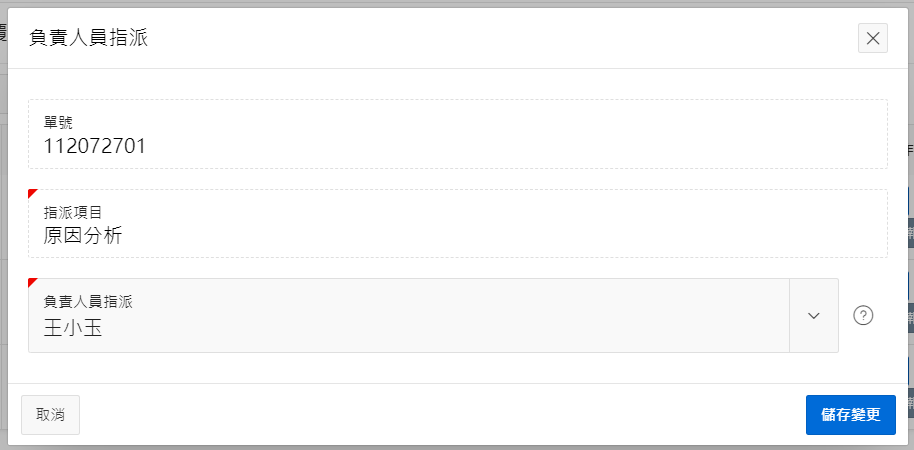 負責人員指派
單號
112072701
指派項目
原因分析
負責人員指派
王小玉
取消
儲存變更